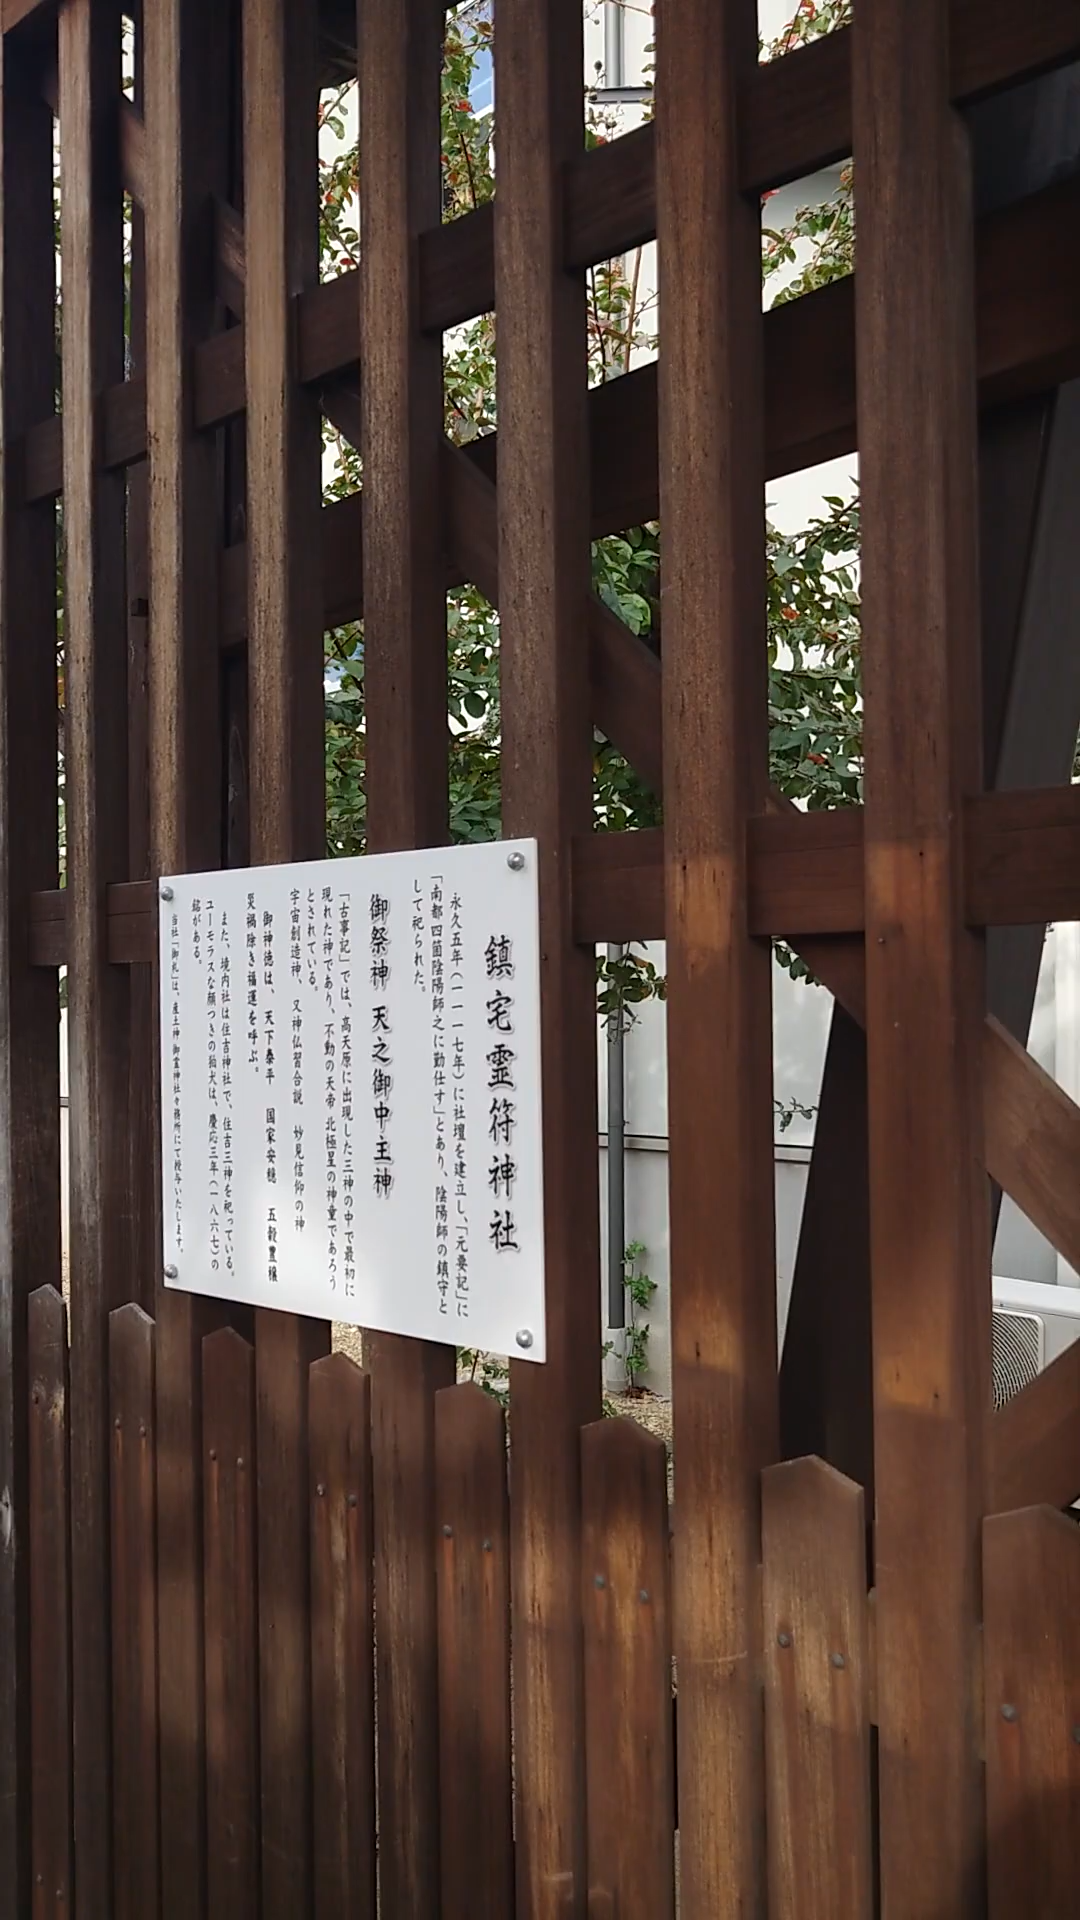 鎮宅霊符神社
永久五年(一一一七年)に社壇を建立し、「元要記」に
「南都四箇陰陽師之に勤仕す」とあり、陰陽師の鎮守と
して祀られた。
御祭神 天之御中主神
「古事記」では、高天原に出現した三神の中で最初に
現れた神であり、不動の天帝 北極星の神霊であろう
とされている。
宇宙創造神、又神仏習合説 妙見信仰の神
御神徳は、天下泰平 国家安穏 五穀豊穣
災禍除き福運を呼ぶ。
また、境内社は住吉神社で、住吉三神を祀っている。
ユーモラスな顔つきの狛犬は、慶応三年(一八六七)の
銘がある。
当社「御札」は、産土神 御霊神社々務所にて授与いたします。